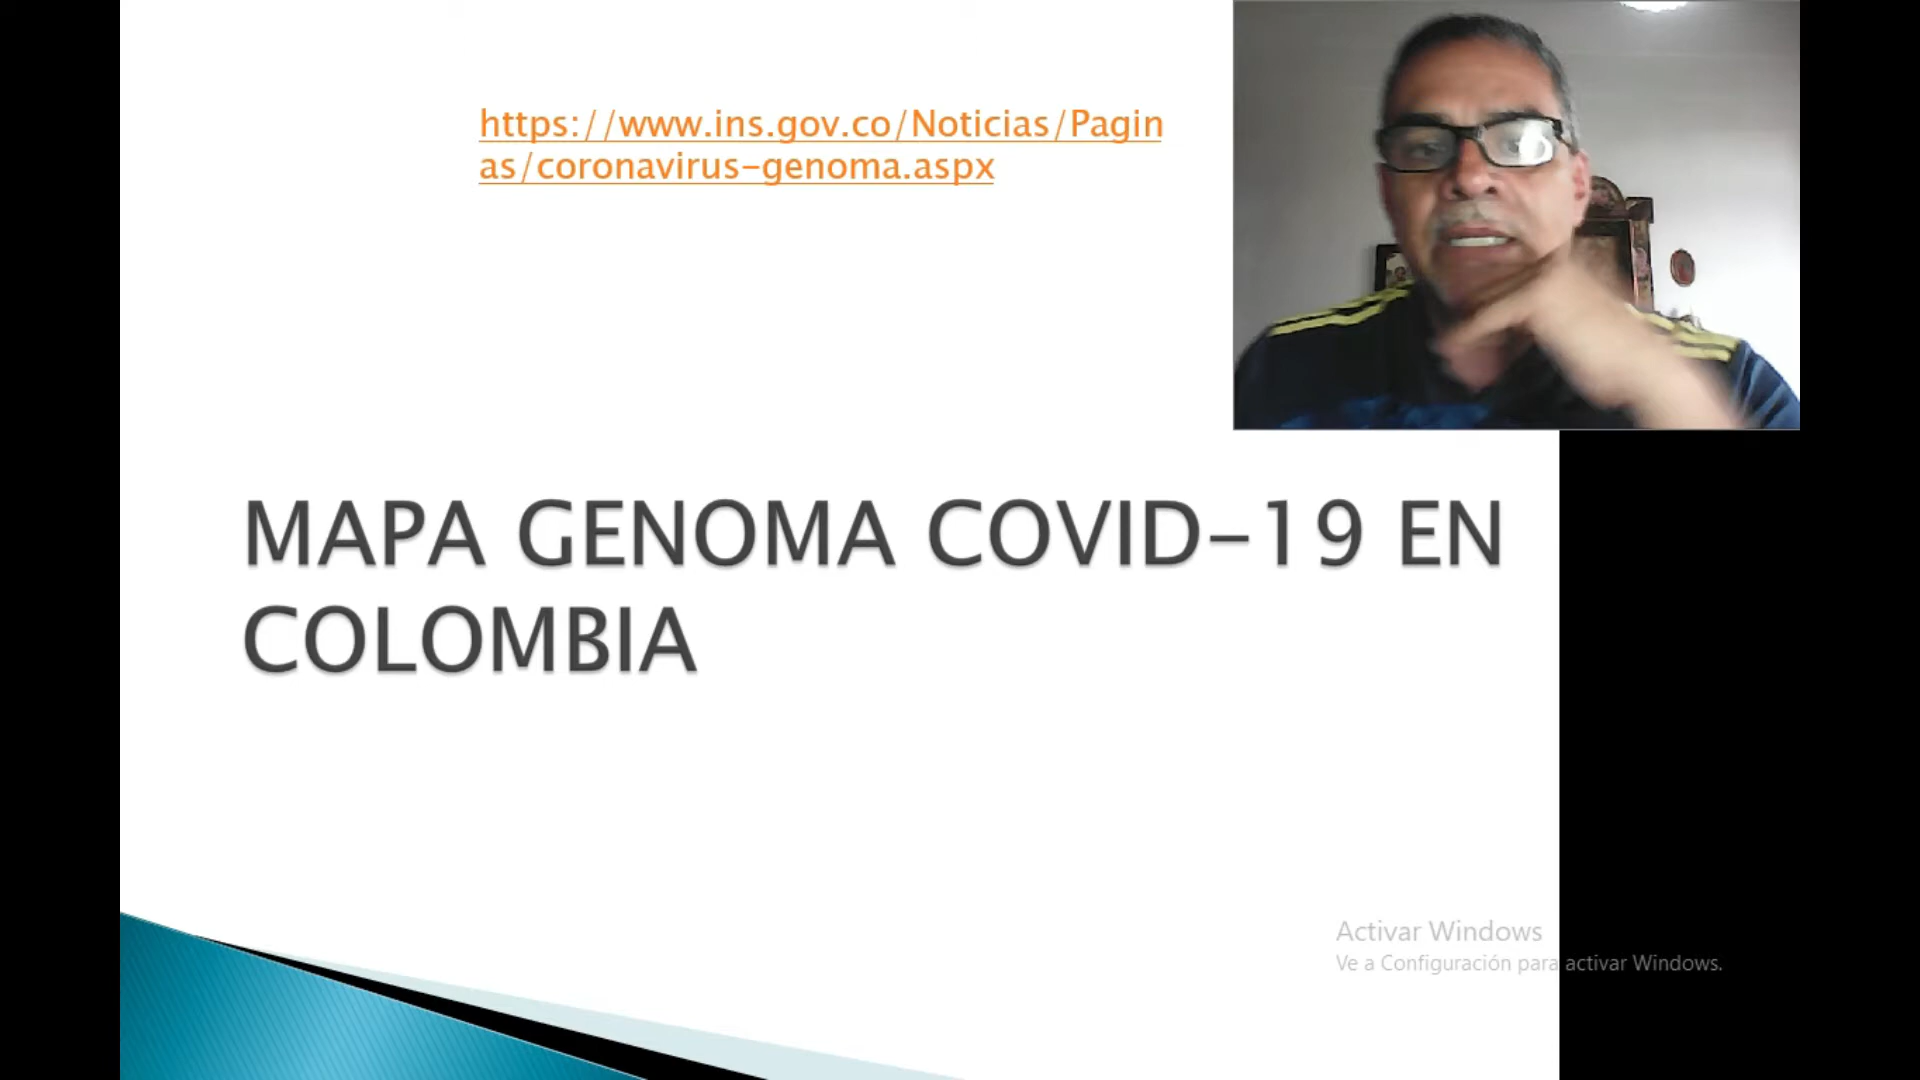 https://www.ins.gov.co/Noticias/Pagin
as/coronavirus-genoma.aspx
MAPA GENOMA COVID-19 EN
COLOMBIA
Activar Windows
Ve a Configuración para activar Windows.